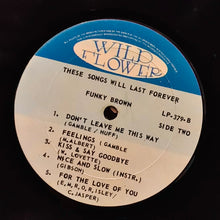 WILD FLOWER
THESE SONGS WILL LAST FOREVER
FUNKY BROWN
LP-379-B
SIDE TWO
1. DON'T LEAVE ME THIS WAY
(GAMBLE / HUFF)
2. FEELINGS (GAMBLE
(M. ALBERT)
3. KISS & SAY GOODBYE
(W. LOVETTE)
4. NICE AND SLOW (INSTR.)
(GIBSON)
5. FOR THE LOVE OF YOU
(E, M, R, O, R, ISLEY/
C, JASPER)